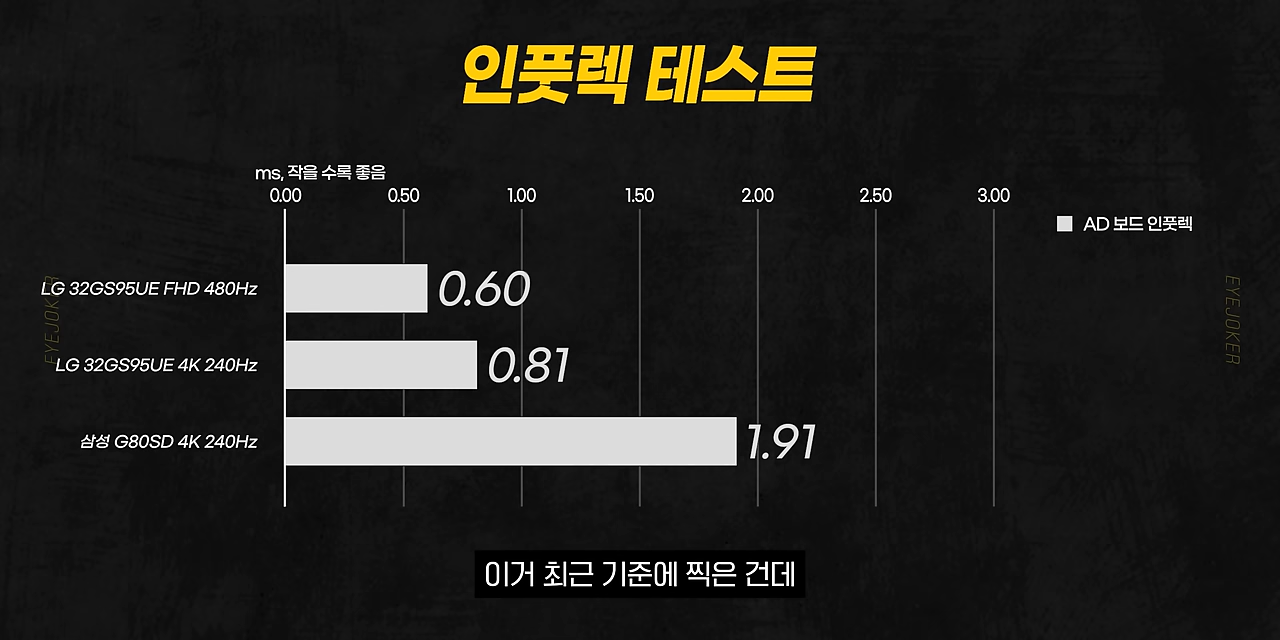 인풋렉 테스트
ms, 작을 수록 좋음
0.00 0.50 1.00 1.50 2.00 2.50 3.00
AD 보드 인풋렉
LG 32GS95UE FHD 480Hz 0.60
LG 32GS95UE 4K 240Hz 0.81
삼성 G80SD 4K 240Hz 1.91
EYEJOKER
EYEJOKER
이거 최근 기준에 찍은 건데